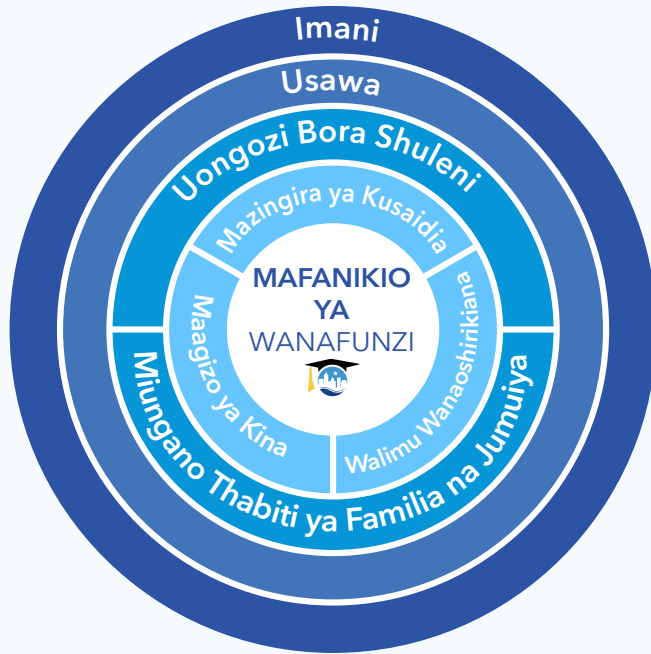 Imani
Usawa
Uongozi Bora Shuleni
Mazingira ya Kusaidia
MAFANIKIO
YA
WANAFUNZI
Maagizo ya Kina
Walimu Wanaoshirikiana
Miungano Thabiti ya Familia na Jumuiya